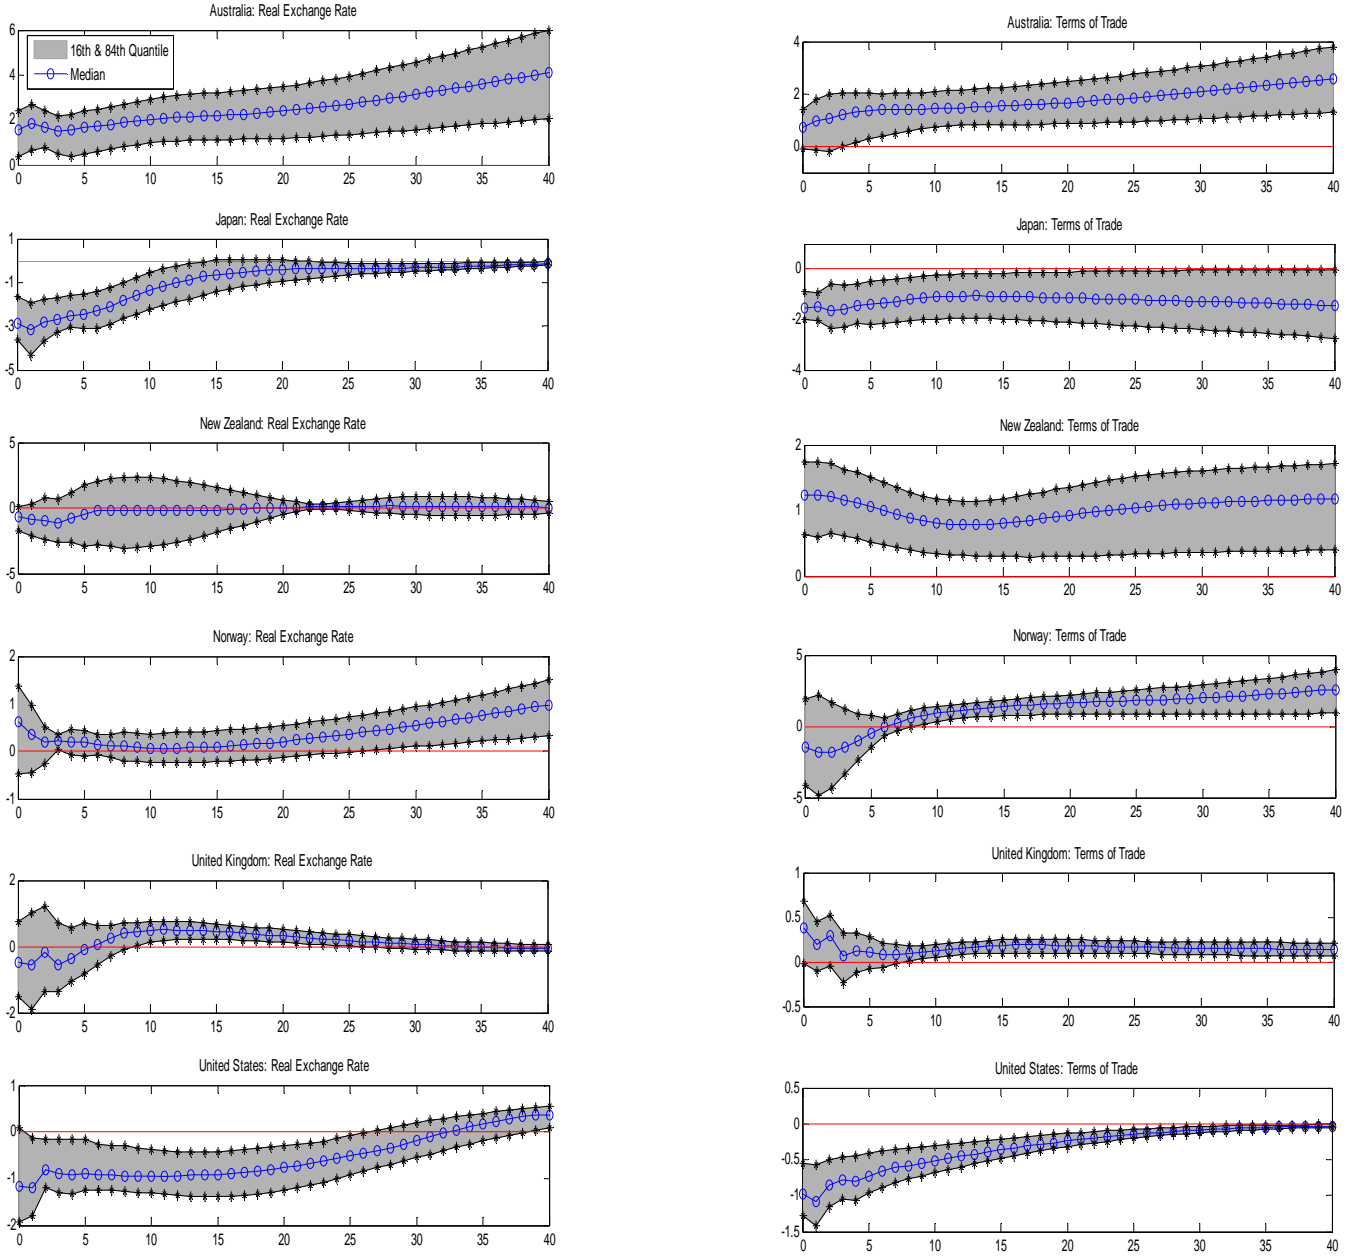 Australia: Real Exchange Rate
6
4
2
0
16th & 84th Quantile
Median
0 5 10 15 20 25 30 35 40
Australia: Terms of Trade
4
2
0
0 5 10 15 20 25 30 35 40
Japan: Real Exchange Rate
1
-1
-3
-5
0 5 10 15 20 25 30 35 40
Japan: Terms of Trade
0
-2
-4
0 5 10 15 20 25 30 35 40
New Zealand: Real Exchange Rate
5
0
-5
0 5 10 15 20 25 30 35 40
New Zealand: Terms of Trade
2
1
0
0 5 10 15 20 25 30 35 40
Norway: Real Exchange Rate
2
1
0
-1
0 5 10 15 20 25 30 35 40
Norway: Terms of Trade
5
0
-5
0 5 10 15 20 25 30 35 40
United Kingdom: Real Exchange Rate
2
0
-2
0 5 10 15 20 25 30 35 40
United Kingdom: Terms of Trade
1
0.5
0
-0.5
0 5 10 15 20 25 30 35 40
United States: Real Exchange Rate
1
0
-1
-2
0 5 10 15 20 25 30 35 40
United States: Terms of Trade
0.5
0
-0.5
-1
-1.5
0 5 10 15 20 25 30 35 40